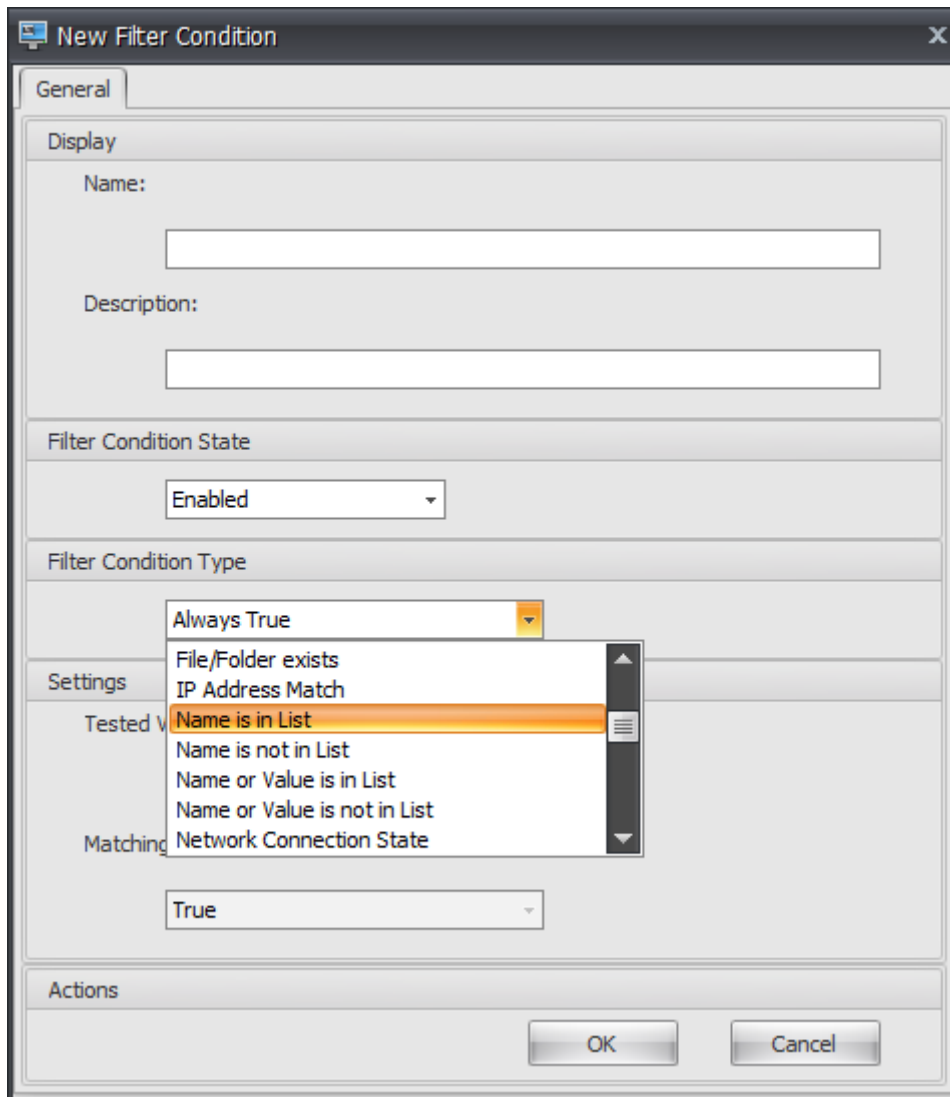 New Filter Condition
General
Display
Name:
Description:
Filter Condition State
Enabled
Filter Condition Type
Always True
File/Folder exists
IP Address Match
Settings
Name is in List
Tested
Name is not in List
Name or Value is in List
Name or Value is not in List
Matching
Network Connection State
True
Actions
OK Cancel